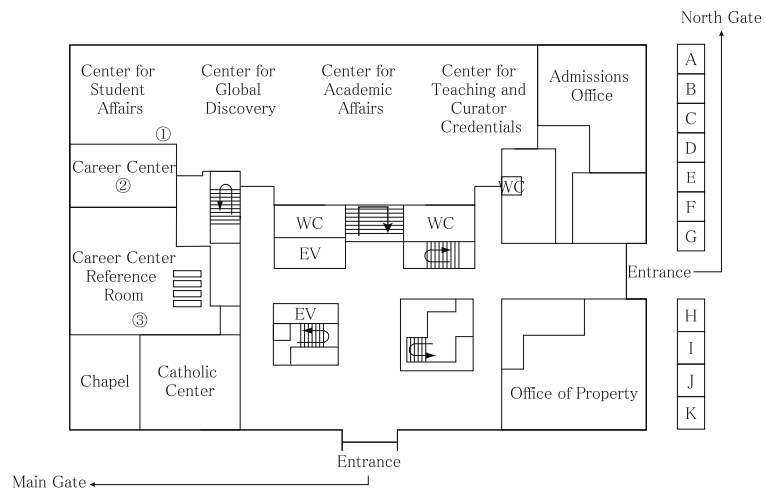 North Gate
Center for
Student
Affairs
①
Center for
Global
Discovery
Center for
Academic
Affairs
Center for
Teaching and
Curator
Credentials
Admissions
Office
A
B
C
D
E
F
G
Career Center
②
WC
WC
WC
EV
Career Center
Reference
Room
③
Entrance
EV
H
I
J
K
Chapel
Catholic
Center
Office of Property
Entrance
Main Gate